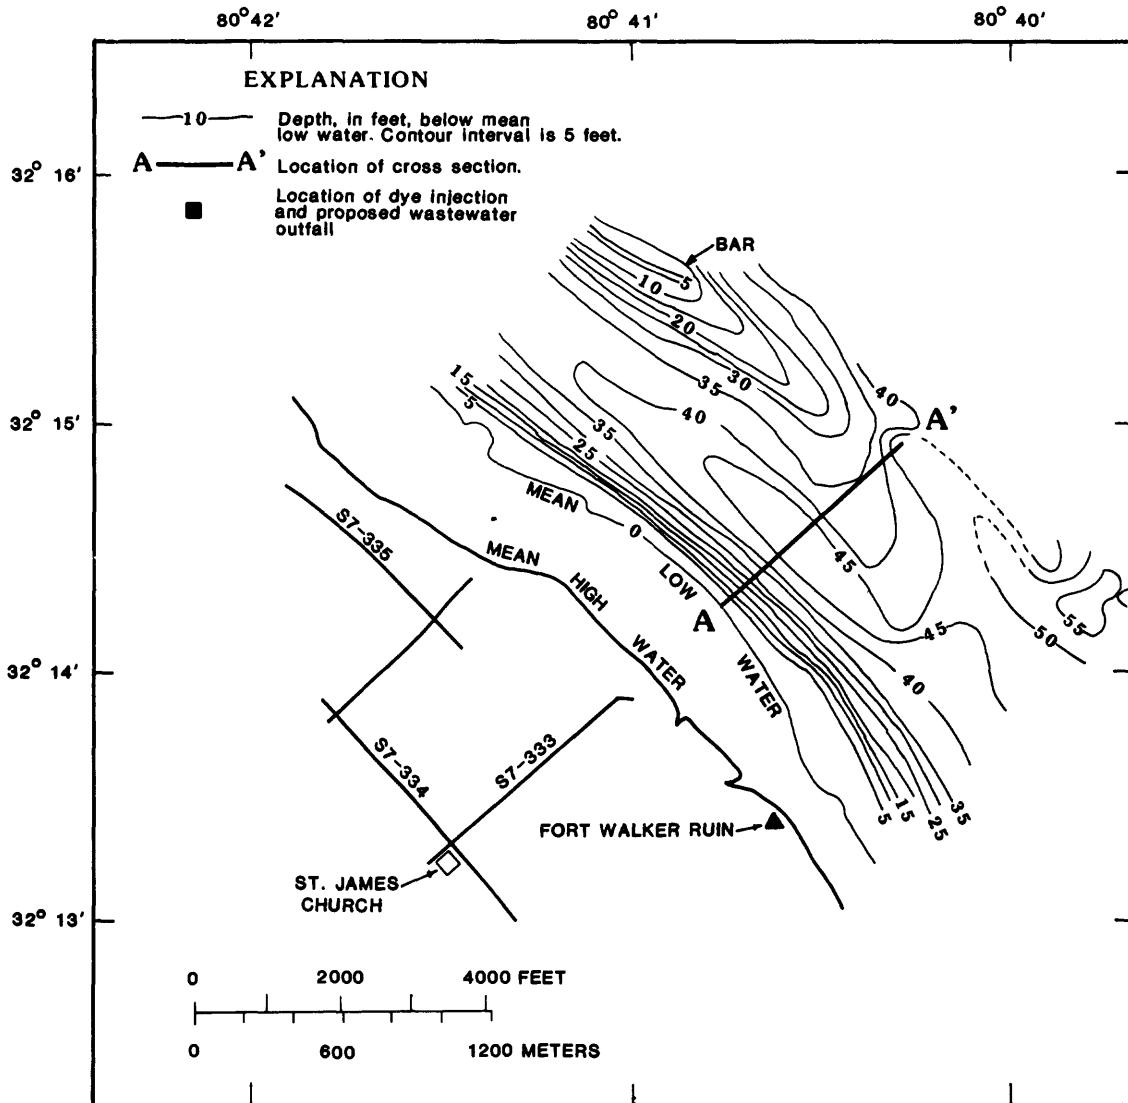 80° 42'
80° 41'
80° 40'
EXPLANATION
10
Depth, in feet, below mean
low water. Contour interval is 5 feet.
A A' Location of cross section.
Location of dye injection
and proposed wastewater
outfall
32° 16'
32° 15'
32° 14'
32° 13'
BAR
5
10
20
30
35
40
40
A'
15
5
35
25
45
MEAN
0
LOW
WATER
A
MEAN
HIGH
WATER
45
50
55
40
35
25
15
5
S7-335
S7-334
S7-333
FORT WALKER RUIN
ST. JAMES
CHURCH
0 2000 4000 FEET
0 600 1200 METERS